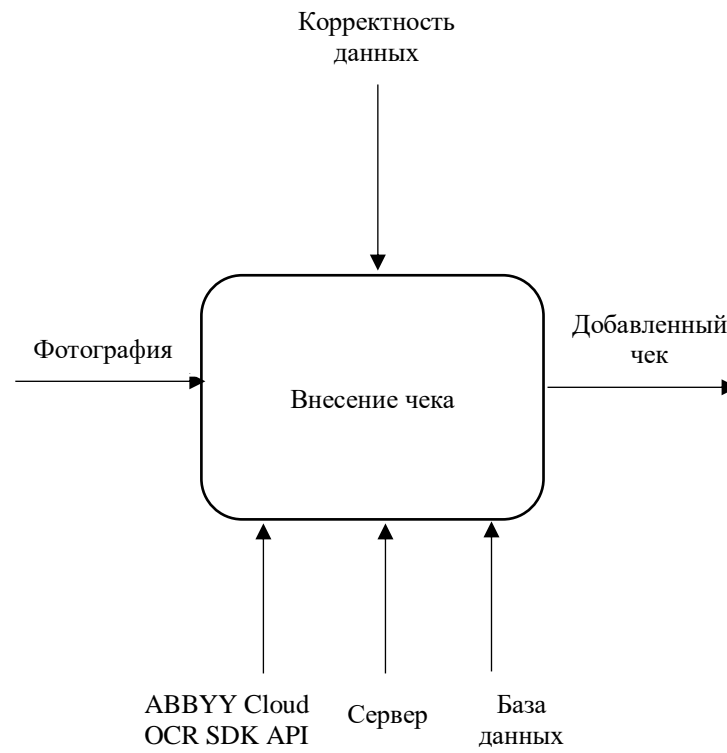 Корректность
данных
Фотография
Внесение чека
Добавленный
чек
ABBYY Cloud
OCR SDK API
Сервер
База
данных